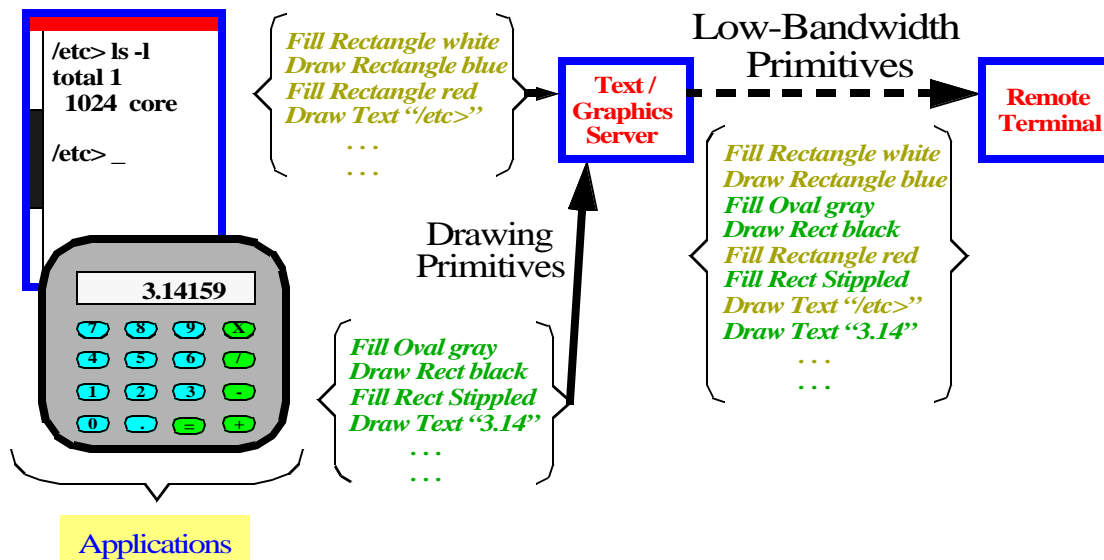 /etc> ls -l
total 1
1024 core
/etc> _
3.14159
7 8 9 X
4 5 6 /
1 2 3 -
0 . = +
Applications
Fill Rectangle white
Draw Rectangle blue
Fill Rectangle red
Draw Text “/etc>”
. . .
. . .
Drawing
Primitives
Fill Oval gray
Draw Rect black
Fill Rect Stippled
Draw Text “3.14”
. . .
. . .
Text /
Graphics
Server
Low-Bandwidth
Primitives
Fill Rectangle white
Draw Rectangle blue
Fill Oval gray
Draw Rect black
Fill Rectangle red
Fill Rect Stippled
Draw Text “/etc>”
Draw Text “3.14”
. . .
. . .
Remote
Terminal